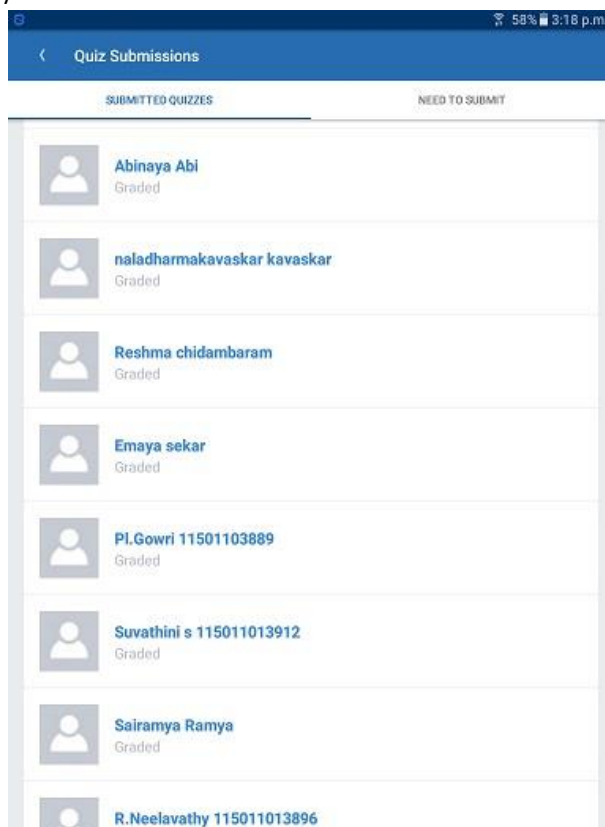 58% 3:18 p.m
Quiz Submissions
SUBMITTED QUIZZES NEED TO SUBMIT
Abinaya Abi
Graded
naladharmakavaskar kavaskar
Graded
Reshma chidambaram
Graded
Emaya sekar
Graded
Pl.Gowri 11501103889
Graded
Suvathini s 115011013912
Graded
Sairamya Ramya
Graded
R.Neelavathy 115011013896